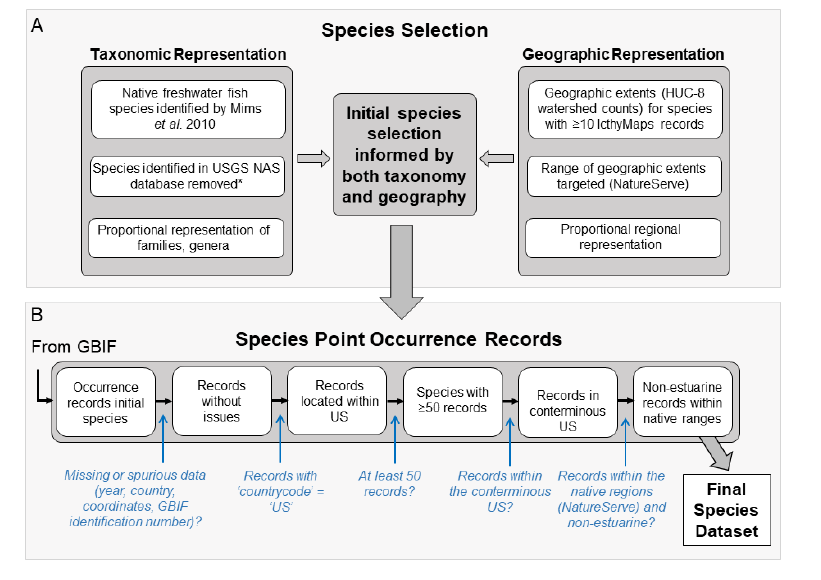 A
Species Selection
Taxonomic Representation
Native freshwater fish
species identified by Mims
et al. 2010
Species identified in USGS NAS
database removed*
Proportional representation of
families, genera
Initial species
selection
informed by
both taxonomy
and geography
Geographic Representation
Geographic extents (HUC-8
watershed counts) for species
with ≥10 IcthyMaps records
Range of geographic extents
targeted (NatureServe)
Proportional regional
representation
B
Species Point Occurrence Records
From GBIF
Occurrence
records initial
species
Records
without
issues
Records
located within
US
Species with
≥50 records
Records in
conterminous
US
Non-estuarine
records within
native ranges
Missing or spurious data
(year, country,
coordinates, GBIF
identification number)?
Records with
'countrycode' =
'US'
At least 50
records?
Records within
the conterminous
US?
Records within the
native regions
(NatureServe) and
non-estuarine?
Final
Species
Dataset